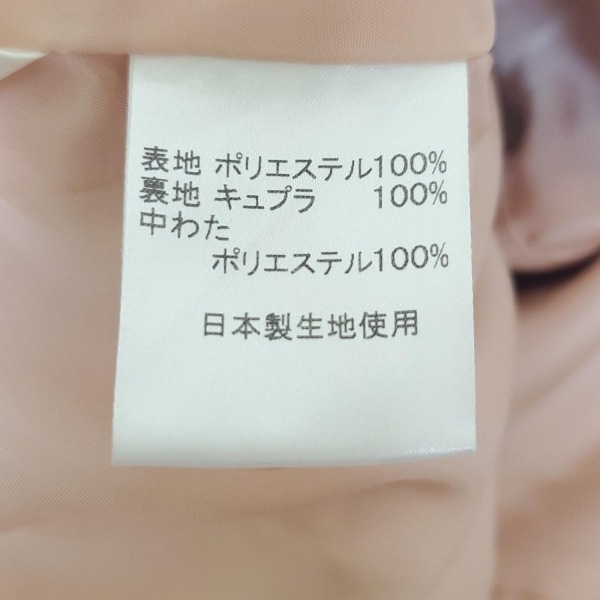 表地 ポリエステル100%
裏地 キュプラ 100%
中わた
ポリエステル100%
日本製生地使用